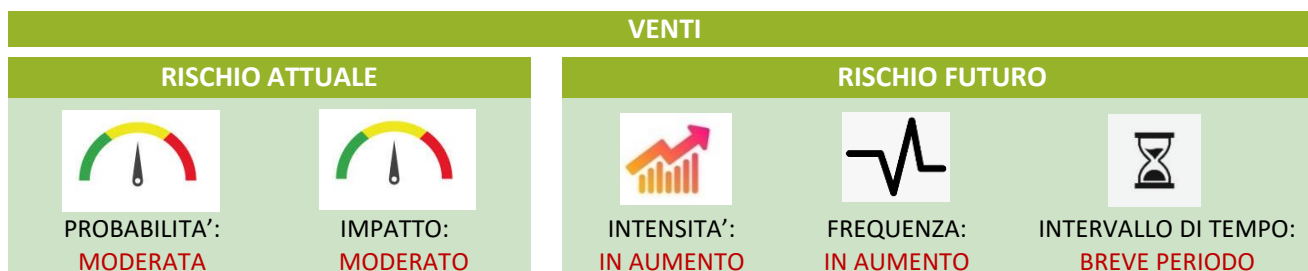 VENTI
RISCHIO ATTUALE
RISCHIO FUTURO
PROBABILITA’:
MODERATA
IMPATTO:
MODERATO
INTENSITA’:
IN AUMENTO
FREQUENZA:
IN AUMENTO
INTERVALLO DI TEMPO:
BREVE PERIODO